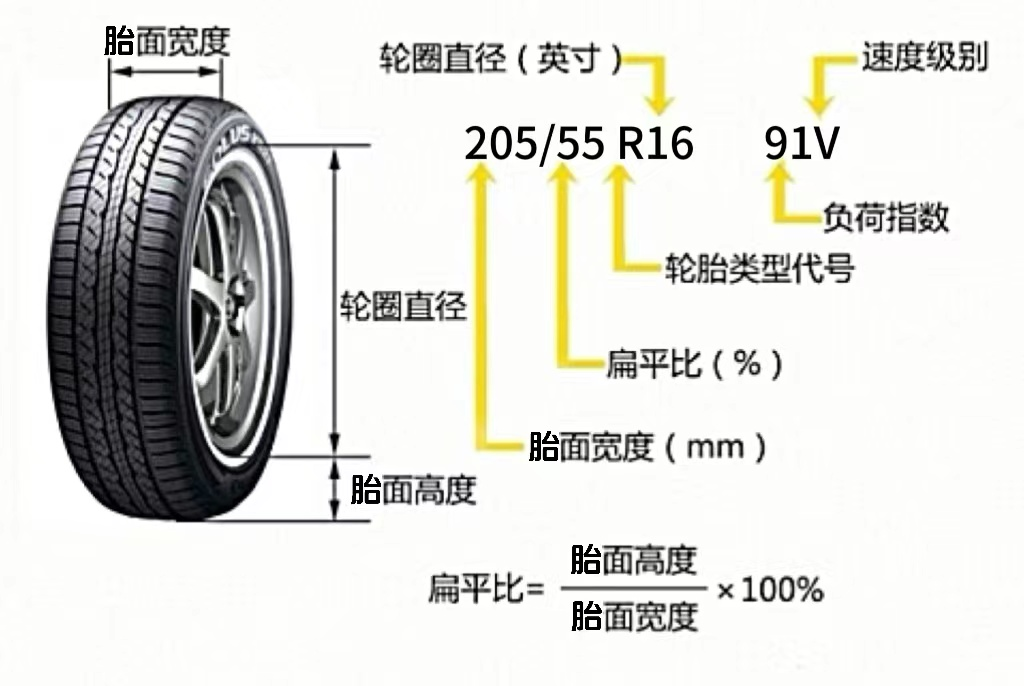 胎面宽度
轮圈直径（英寸）
速度级别
205/55 R16 91V
负荷指数
轮胎类型代号
轮圈直径
扁平比（%）
胎面宽度（mm）
胎面高度
扁平比=胎面高度/胎面宽度×100%